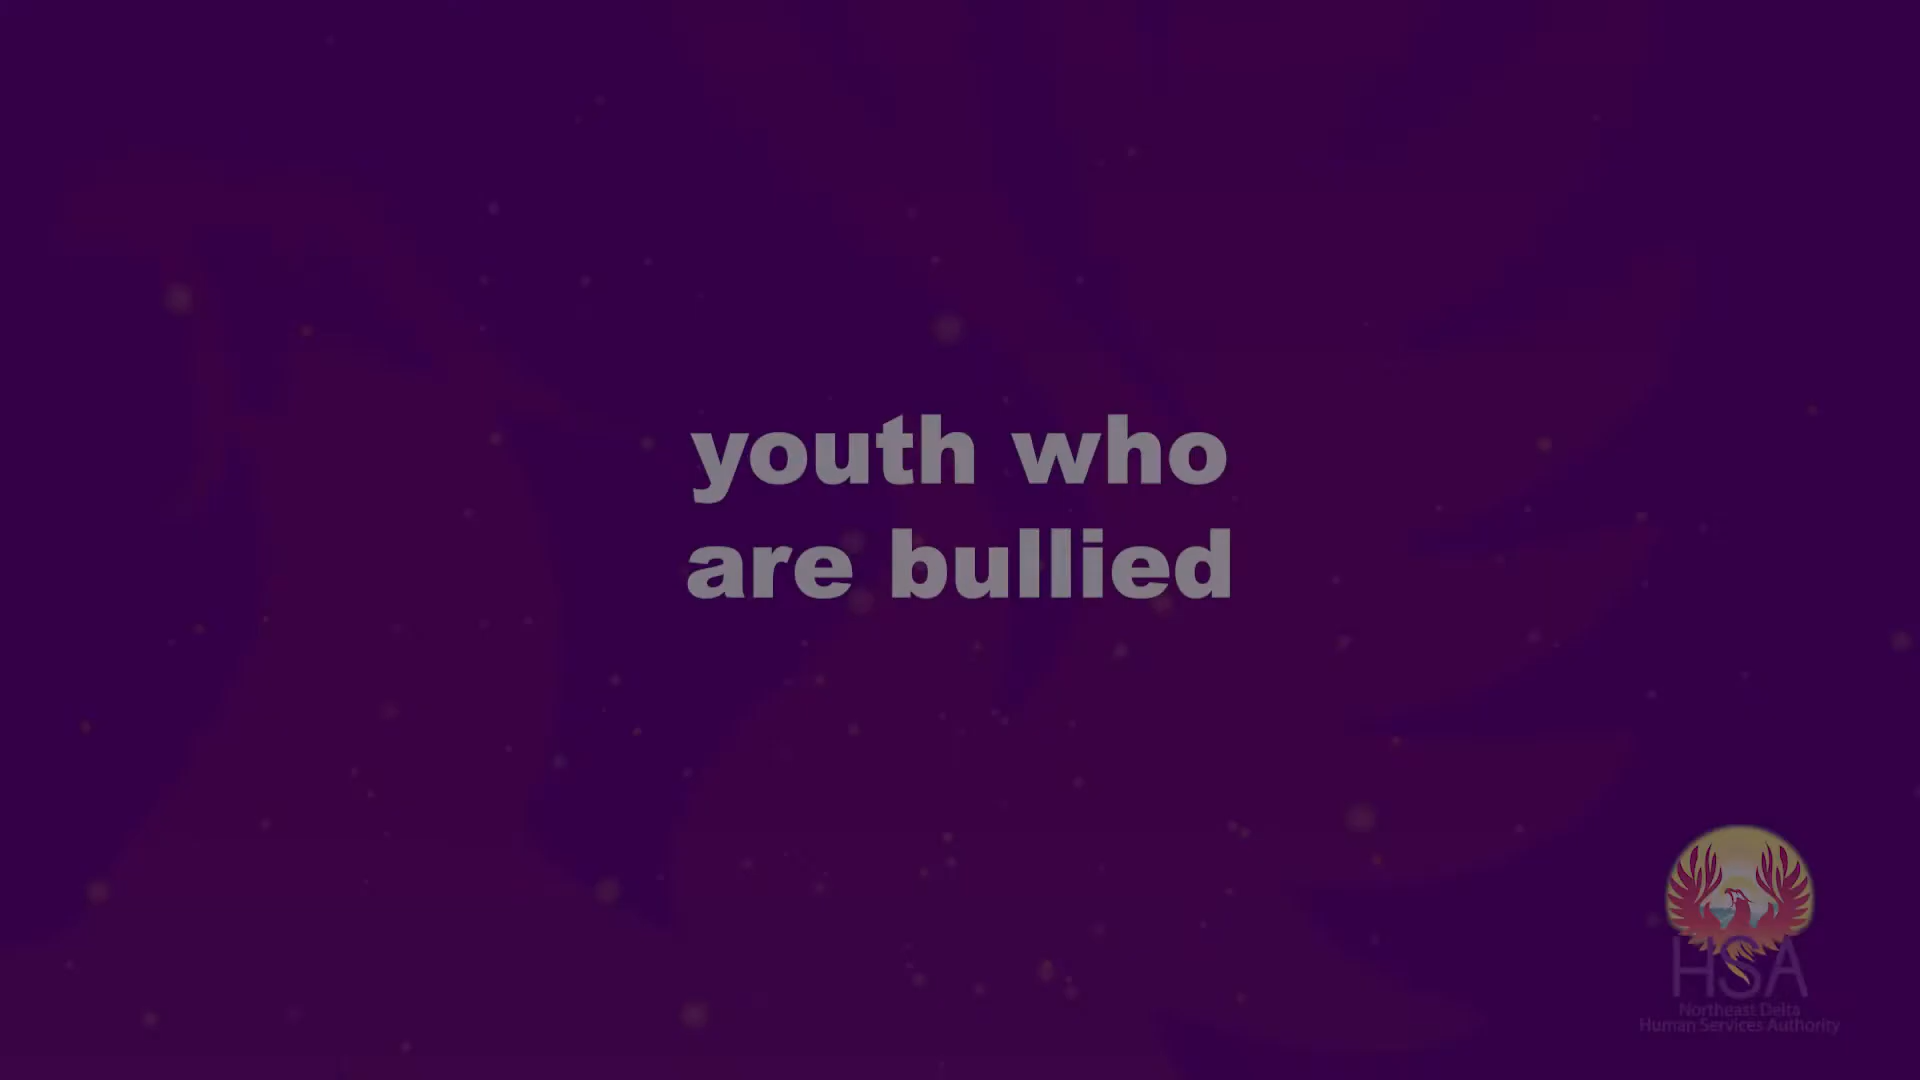 youth who
are bullied
HSA
Northeast Delta
Human Services Authority